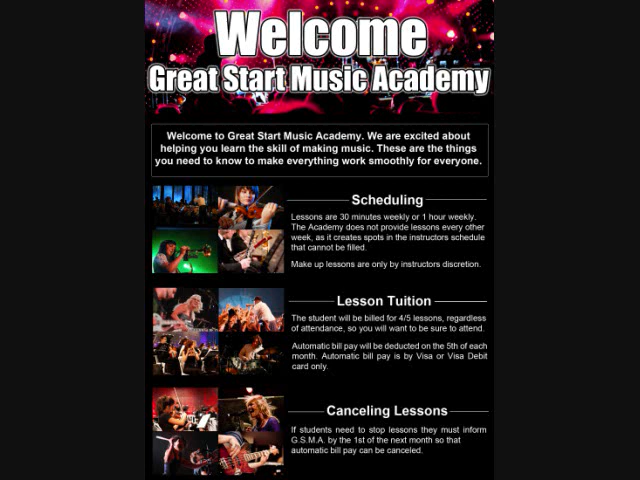 Welcome
Great Start Music Academy
Welcome to Great Start Music Academy. We are excited about
helping you learn the skill of making music. These are the things
you need to know to make everything work smoothly for everyone.
Scheduling
Lessons are 30 minutes weekly or 1 hour weekly.
The Academy does not provide lessons every other
week, as it creates spots in the instructors schedule
that cannot be filled.
Make up lessons are only by instructors discretion.
Lesson Tuition
The student will be billed for 4/5 lessons, regardless
of attendance, so you will want to be sure to attend.
Automatic bill pay will be deducted on the 5th of each
month. Automatic bill pay is by Visa or Visa Debit
card only.
Canceling Lessons
If students need to stop lessons they must inform
G.S.M.A. by the 1st of the next month so that
automatic bill pay can be canceled.